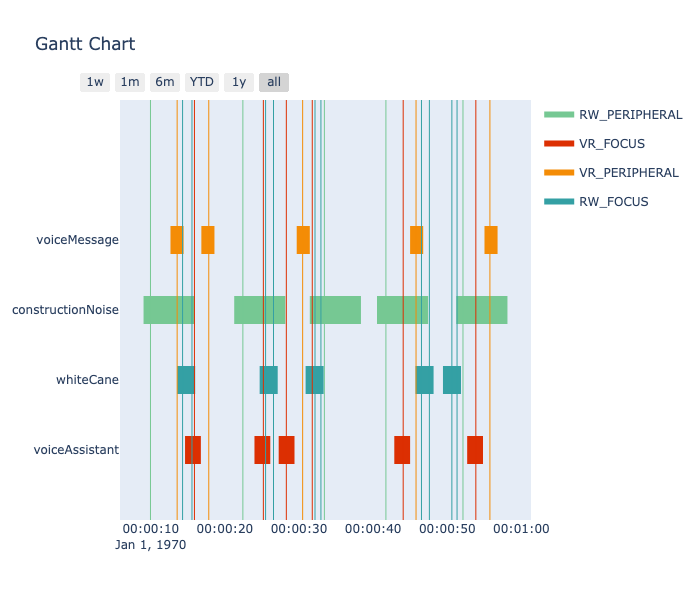 Gantt Chart
1w 1m 6m YTD 1y all
RW_PERIPHERAL
VR_FOCUS
VR_PERIPHERAL
RW_FOCUS
voiceMessage
constructionNoise
whiteCane
voiceAssistant
00:00:10 00:00:20 00:00:30 00:00:40 00:00:50 00:01:00
Jan 1, 1970